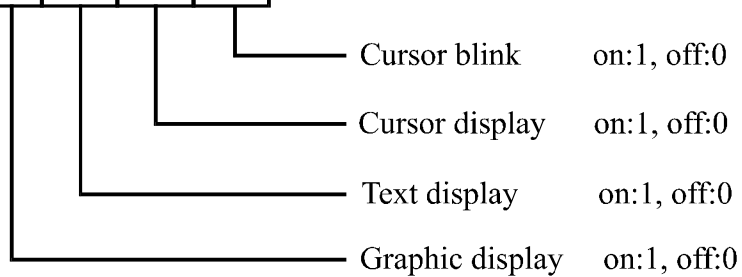 Cursor blink on:1, off:0
Cursor display on:1, off:0
Text display on:1, off:0
Graphic display on:1, off:0